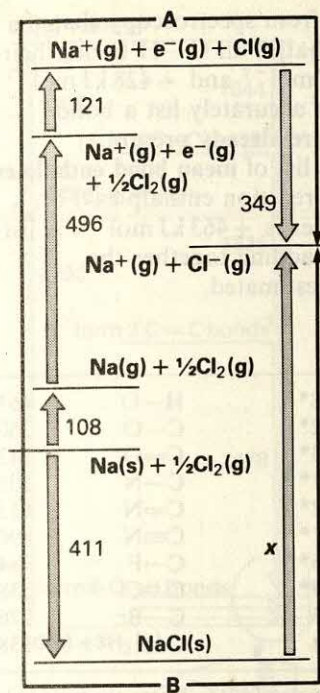 A
Na⁺(g) + e⁻(g) + Cl(g)
121
Na⁺(g) + e⁻(g)
+ ½Cl₂(g)
349
496
Na⁺(g) + Cl⁻(g)
Na(g) + ½Cl₂(g)
108
Na(s) + ½Cl₂(g)
411
x
NaCl(s)
B